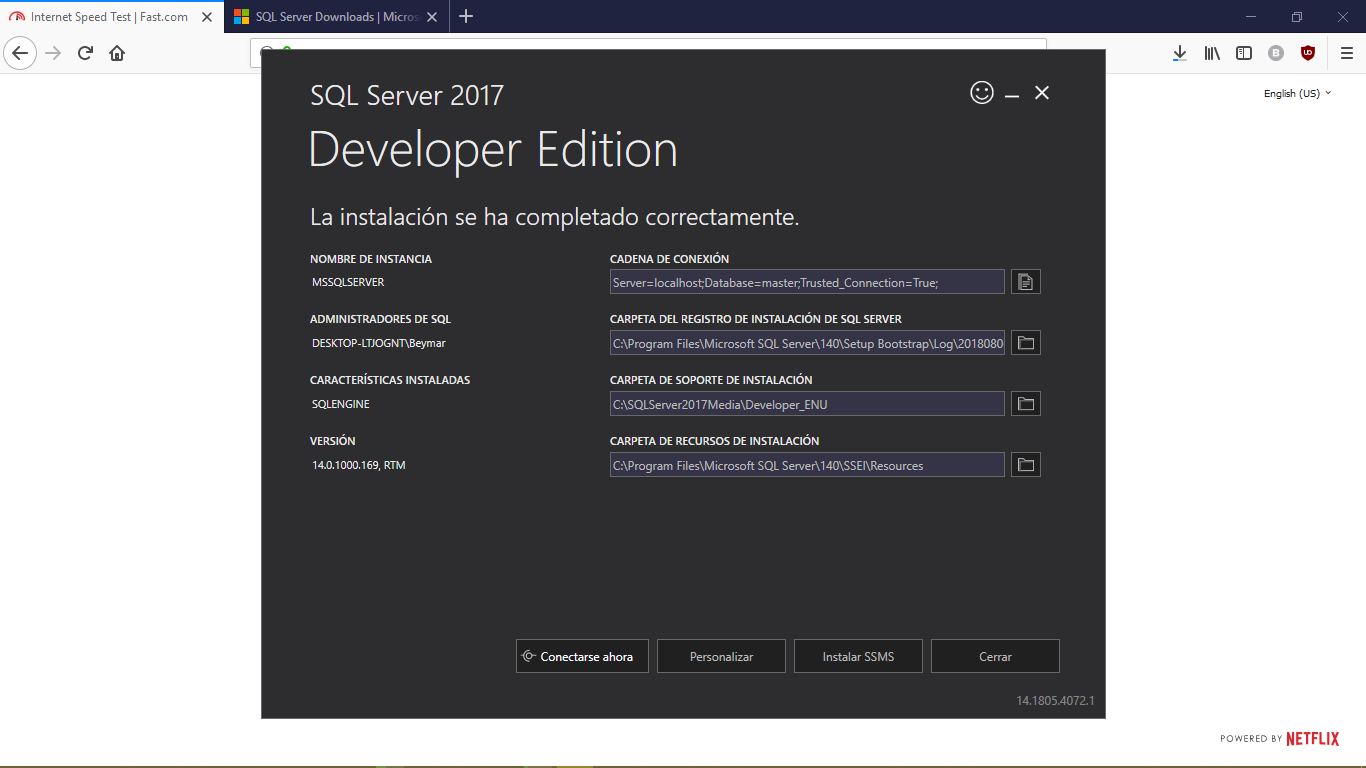 Internet Speed Test | Fast.com
SQL Server Downloads | Micros
English (US)
SQL Server 2017
Developer Edition
La instalación se ha completado correctamente.
NOMBRE DE INSTANCIA
MSSQLSERVER
CADENA DE CONEXIÓN
Server=localhost;Database=master;Trusted_Connection=True;
ADMINISTRADORES DE SQL
DESKTOP-LTJOGNT\Beymar
CARPETA DEL REGISTRO DE INSTALACIÓN DE SQL SERVER
C:\Program Files\Microsoft SQL Server\140\Setup Bootstrap\Log\2018080
CARACTERÍSTICAS INSTALADAS
SQLENGINE
CARPETA DE SOPORTE DE INSTALACIÓN
C:\SQLServer2017Media\Developer_ENU
VERSIÓN
14.0.1000.169, RTM
CARPETA DE RECURSOS DE INSTALACIÓN
C:\Program Files\Microsoft SQL Server\140\SSEI\Resources
Conectarse ahora
Personalizar
Instalar SSMS
Cerrar
14.1805.4072.1
POWERED BY NETFLIX